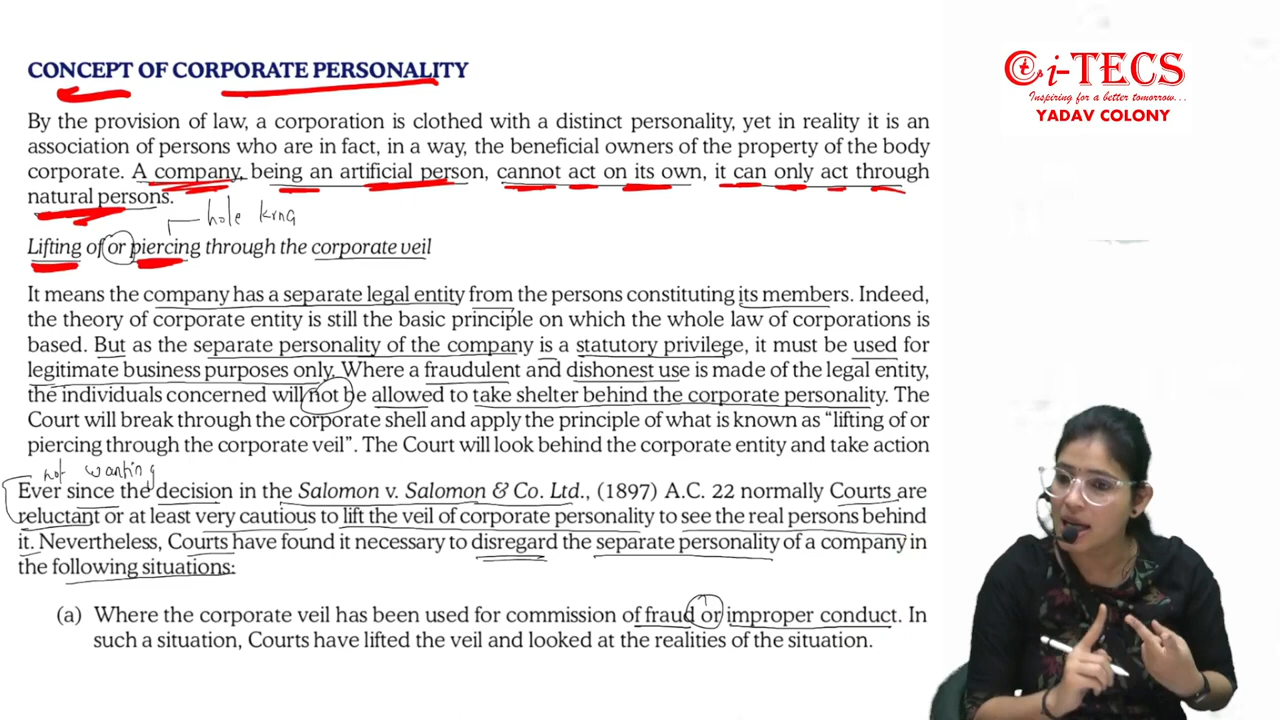 CONCEPT OF CORPORATE PERSONALITY
i-TECS
Inspiring for a better tomorrow...
YADAV COLONY
By the provision of law, a corporation is clothed with a distinct personality, yet in reality it is an
association of persons who are in fact, in a way, the beneficial owners of the property of the body
corporate. A company, being an artificial person, cannot act on its own, it can only act through
natural persons.
hole krna
Lifting of or piercing through the corporate veil
It means the company has a separate legal entity from the persons constituting its members. Indeed,
the theory of corporate entity is still the basic principle on which the whole law of corporations is
based. But as the separate personality of the company is a statutory privilege, it must be used for
legitimate business purposes only. Where a fraudulent and dishonest use is made of the legal entity,
the individuals concerned will not be allowed to take shelter behind the corporate personality. The
Court will break through the corporate shell and apply the principle of what is known as “lifting of or
piercing through the corporate veil”. The Court will look behind the corporate entity and take action
not wanting
Ever since the decision in the Salomon v. Salomon & Co. Ltd., (1897) A.C. 22 normally Courts are
reluctant or at least very cautious to lift the veil of corporate personality to see the real persons behind
it. Nevertheless, Courts have found it necessary to disregard the separate personality of a company in
the following situations:
(a) Where the corporate veil has been used for commission of fraud or improper conduct. In
such a situation, Courts have lifted the veil and looked at the realities of the situation.